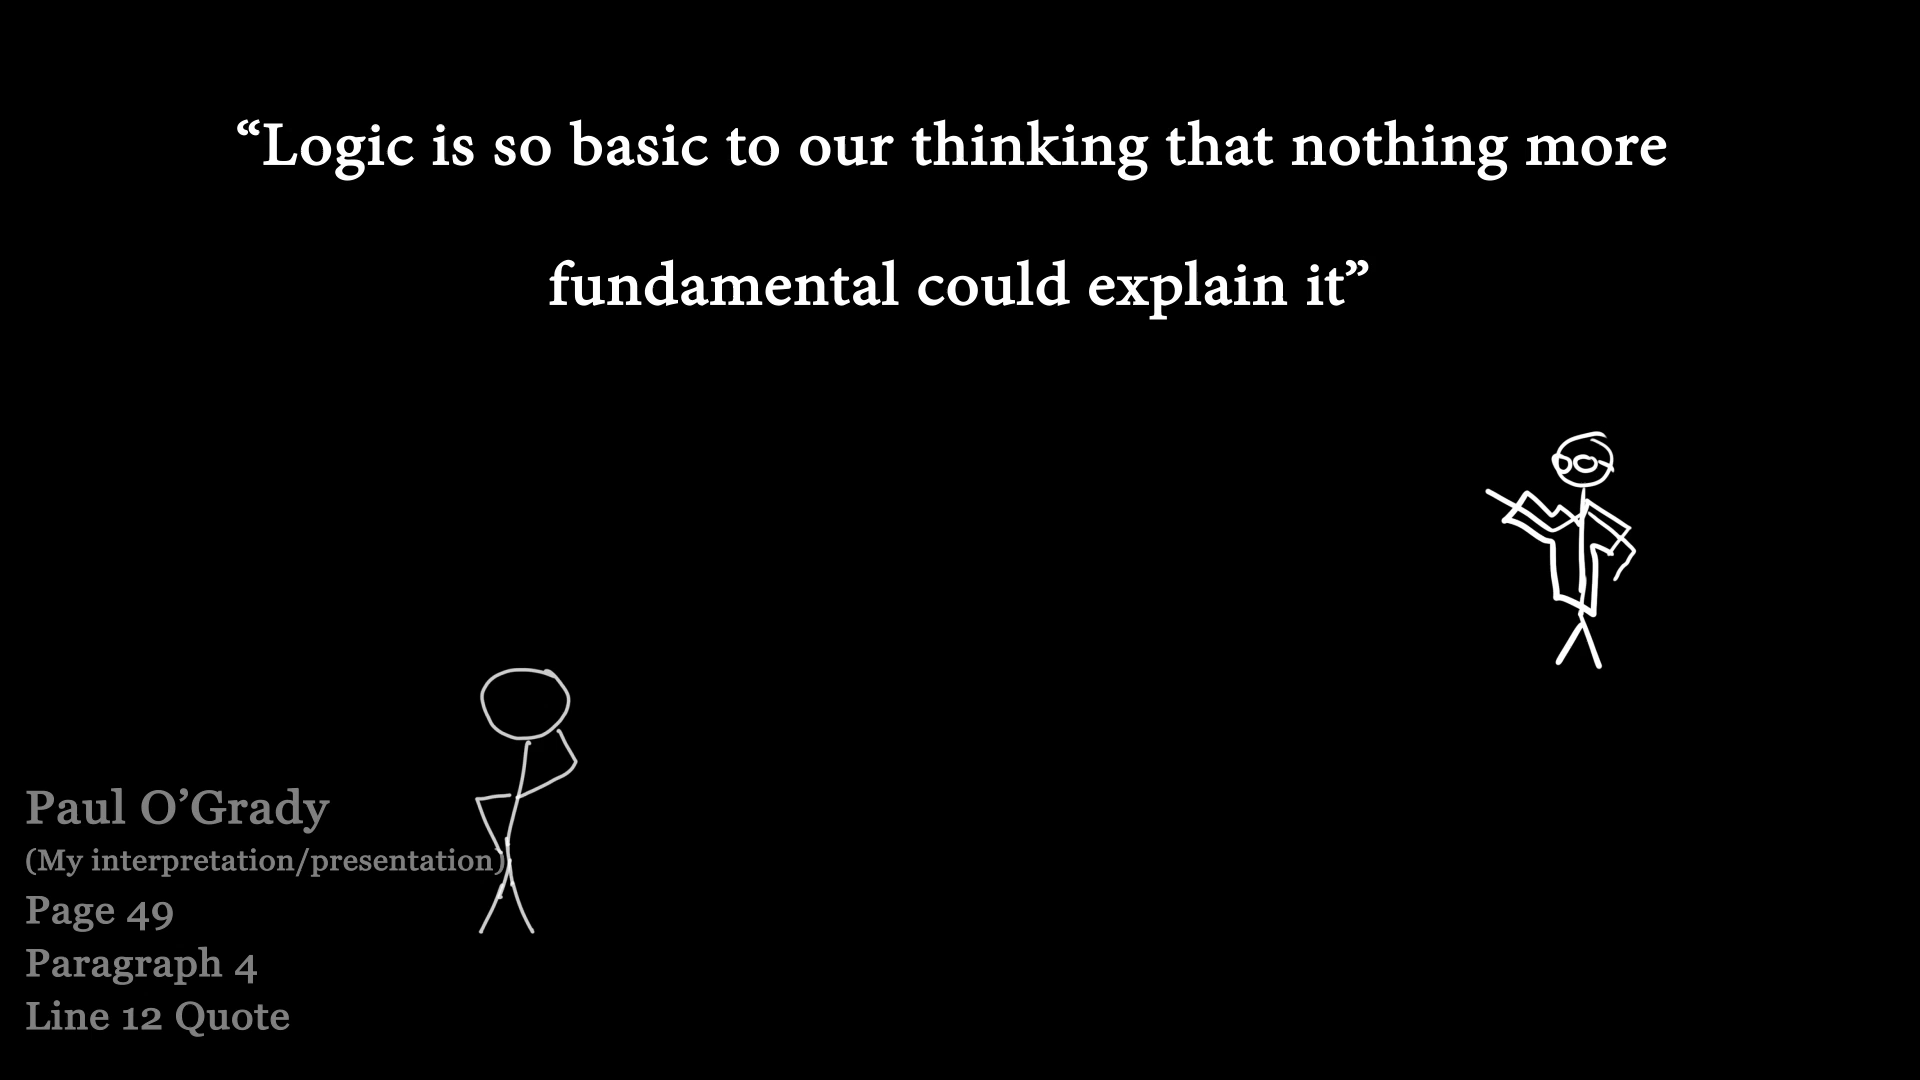 “Logic is so basic to our thinking that nothing more
fundamental could explain it”
Paul O’Grady
(My interpretation/presentation)
Page 49
Paragraph 4
Line 12 Quote